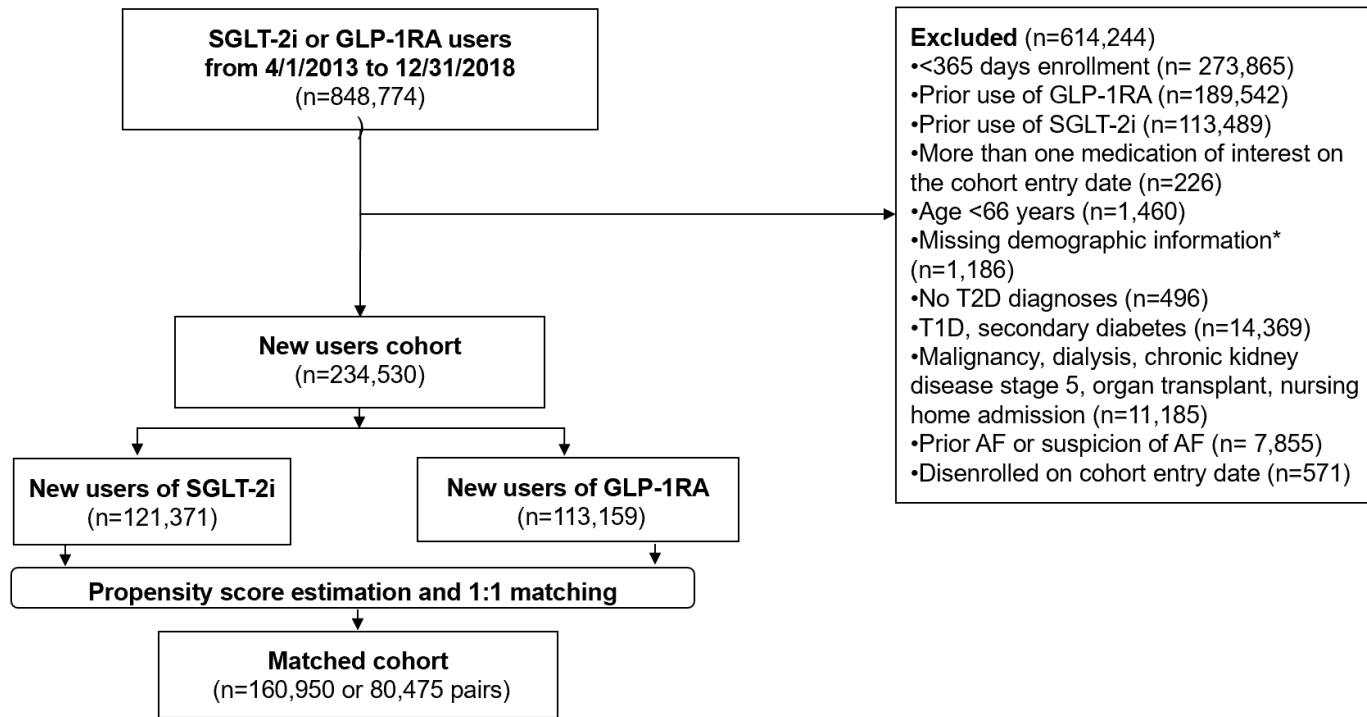 SGLT-2i or GLP-1RA users
from 4/1/2013 to 12/31/2018
(n=848,774)
)
Excluded (n=614,244)
•<365 days enrollment (n= 273,865)
•Prior use of GLP-1RA (n=189,542)
•Prior use of SGLT-2i (n=113,489)
•More than one medication of interest on
the cohort entry date (n=226)
•Age <66 years (n=1,460)
•Missing demographic information*
(n=1,186)
•No T2D diagnoses (n=496)
•T1D, secondary diabetes (n=14,369)
•Malignancy, dialysis, chronic kidney
disease stage 5, organ transplant, nursing
home admission (n=11,185)
•Prior AF or suspicion of AF (n= 7,855)
•Disenrolled on cohort entry date (n=571)
New users cohort
(n=234,530)
New users of SGLT-2i
(n=121,371)
New users of GLP-1RA
(n=113,159)
Propensity score estimation and 1:1 matching
Matched cohort
(n=160,950 or 80,475 pairs)